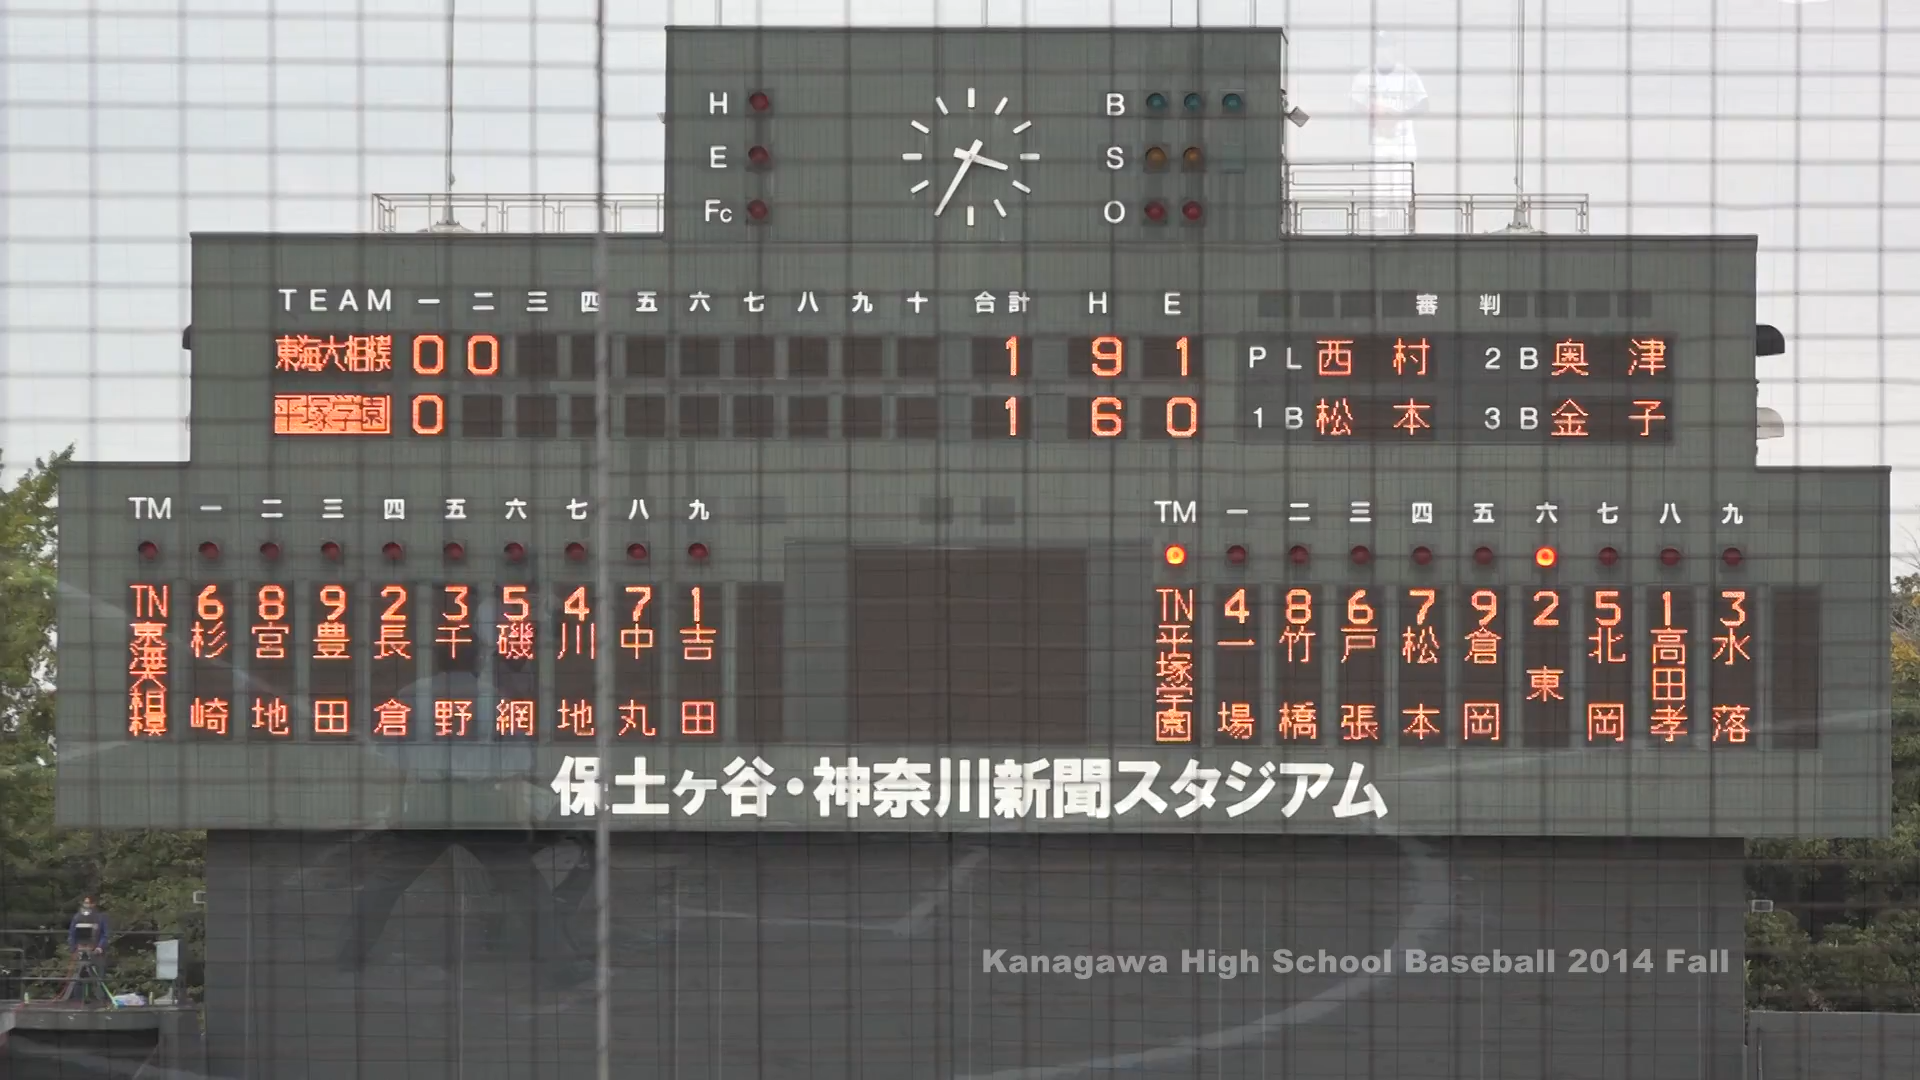 H
E
Fc
B
S
O
TEAM 一 二 三 四 五 六 七 八 九 十 合計 H E
東海大相模 0 0 1 9 1
平塚学園 0 1 6 0
審判
PL 西村 2B 奥津
1B 松本 3B 金子
TM 一 二 三 四 五 六 七 八 九
TN 6 8 9 2 3 5 4 7 1
東海大相模 杉崎 宮地 豊田 長倉 千野 磯網 川地 中丸 吉田
TM 一 二 三 四 五 六 七 八 九
TN 4 8 6 7 9 2 5 1 3
平塚学園 一場 竹橋 戸張 松本 倉岡 東 北岡 高田孝 水落
保土ヶ谷・神奈川新聞スタジアム
Kanagawa High School Baseball 2014 Fall